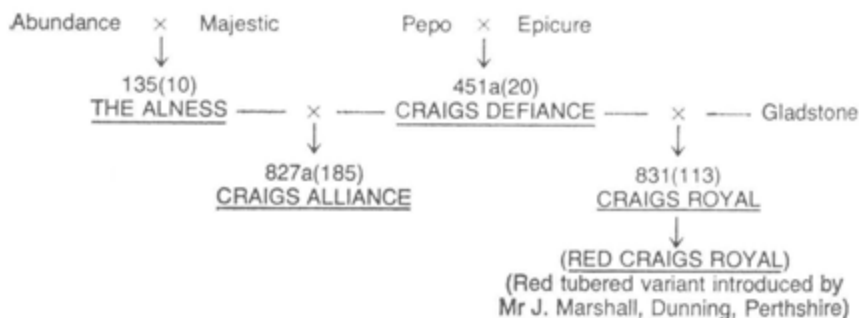 Abundance × Majestic Pepo × Epicure
135(10) 451a(20)
THE ALNESS × CRAIGS DEFIANCE × Gladstone
827a(185) 831(113)
CRAIGS ALLIANCE CRAIGS ROYAL
(RED CRAIGS ROYAL)
(Red tubered variant introduced by
Mr J. Marshall, Dunning, Perthshire)